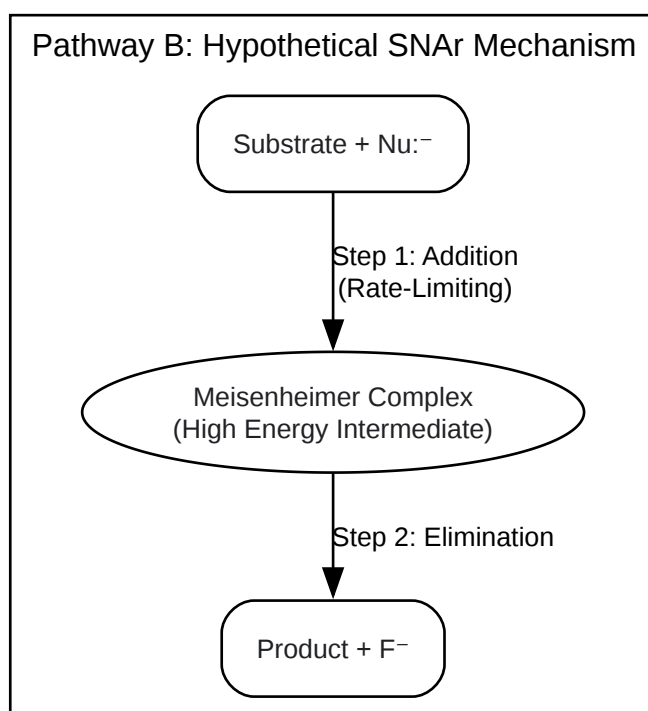 Pathway B: Hypothetical SNAr Mechanism
Substrate + Nu:⁻
Step 1: Addition
(Rate-Limiting)
Meisenheimer Complex
(High Energy Intermediate)
Step 2: Elimination
Product + F⁻